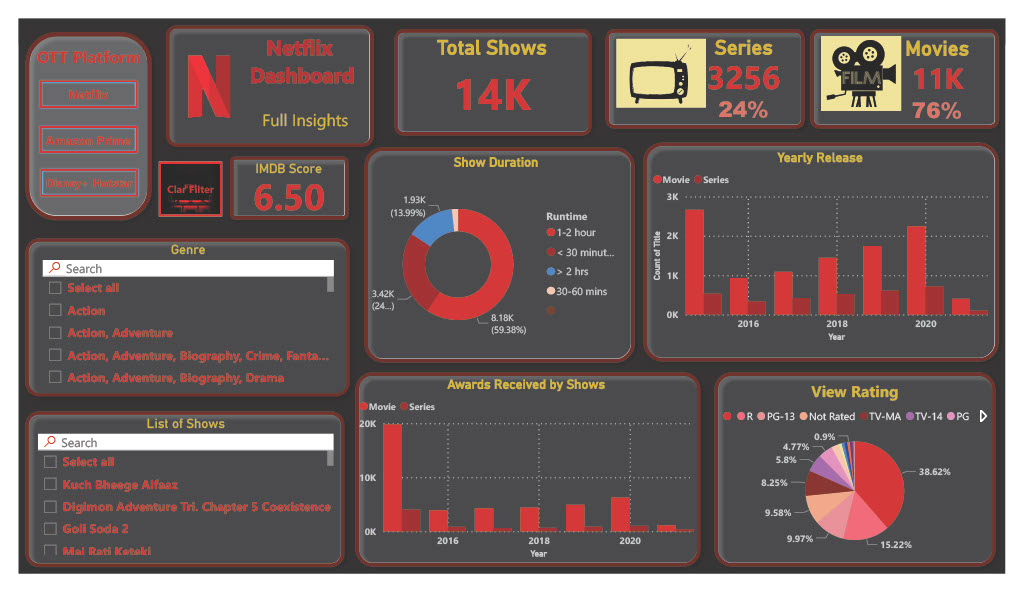 OTT Platform
Netflix
Amazon Prime
Disney+ Hotstar
N
Netflix
Dashboard
Full Insights
Total Shows
14K
Series
3256
24%
FILM
Movies
11K
76%
Clar Filter
IMDB Score
6.50
Show Duration
1.93K
(13.99%)
3.42K
(24...)
8.18K
(59.38%)
Runtime
1-2 hour
< 30 minut...
> 2 hrs
30-60 mins
Yearly Release
Movie Series
Count of Title
3K
2K
1K
0K
2016 2018 2020
Year
Genre
Search
Select all
Action
Action, Adventure
Action, Adventure, Biography, Crime, Fanta...
Action, Adventure, Biography, Drama
List of Shows
Search
Select all
Kuch Bheege Alfaaz
Digimon Adventure Tri. Chapter 5 Coexistence
Goli Soda 2
Maj Rati Keteki
Awards Received by Shows
Movie Series
20K
10K
0K
2016 2018 2020
Year
View Rating
R PG-13 Not Rated TV-MA TV-14 PG
0.9%
4.77%
5.8%
8.25%
9.58%
9.97%
15.22%
38.62%